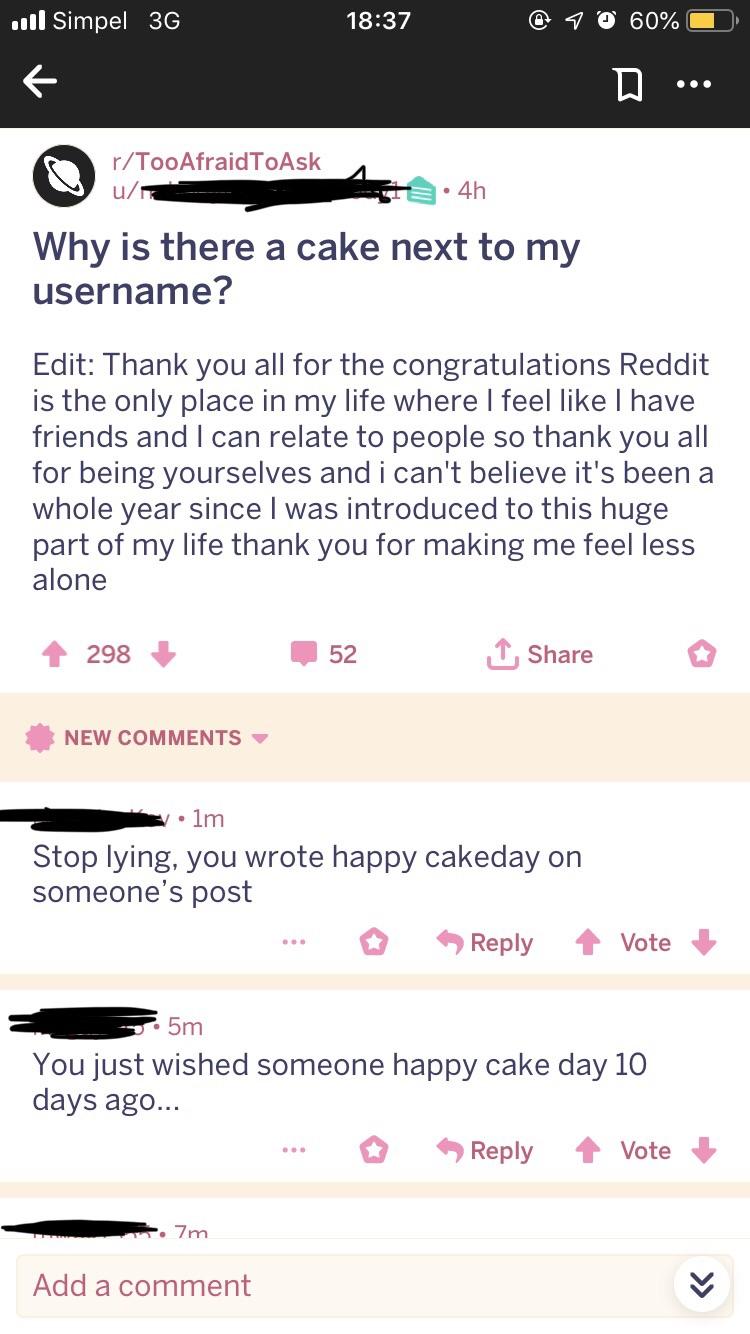 Simpel 3G 18:37 60%
r/TooAfraidToAsk
u/ • 4h
Why is there a cake next to my
username?
Edit: Thank you all for the congratulations Reddit
is the only place in my life where I feel like I have
friends and I can relate to people so thank you all
for being yourselves and i can't believe it's been a
whole year since I was introduced to this huge
part of my life thank you for making me feel less
alone
298 52 Share
NEW COMMENTS
• 1m
Stop lying, you wrote happy cakeday on
someone’s post
... Reply Vote
• 5m
You just wished someone happy cake day 10
days ago...
... Reply Vote
• 7m
Add a comment